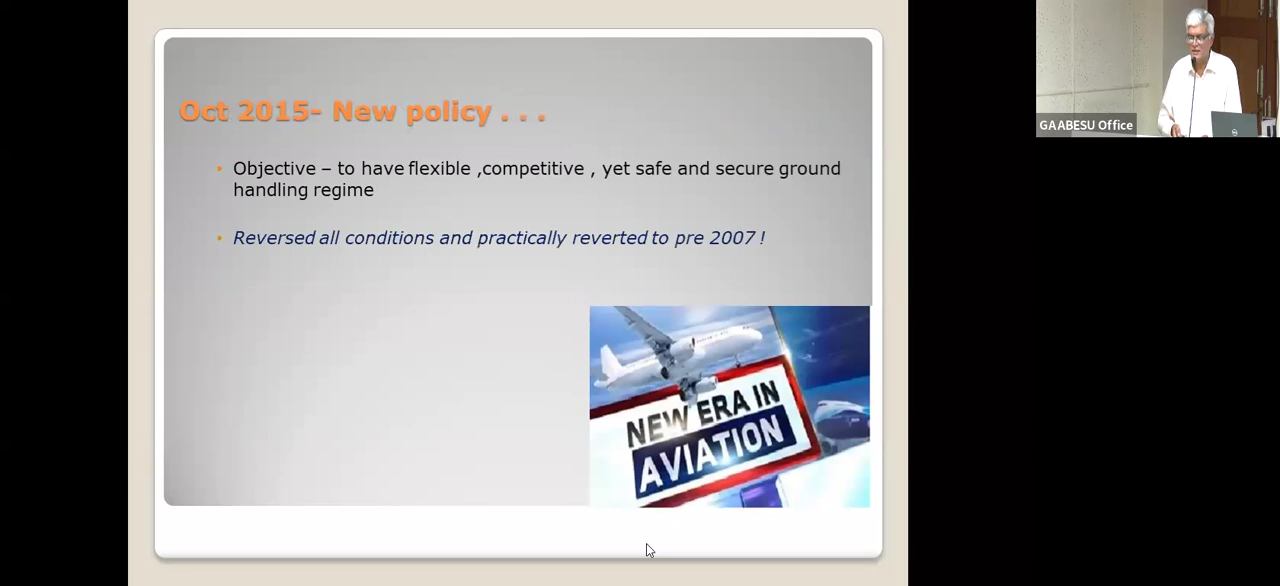 Oct 2015- New policy . . .
• Objective – to have flexible ,competitive , yet safe and secure ground
handling regime
• Reversed all conditions and practically reverted to pre 2007 !
NEW ERA IN
AVIATION
GAABESU Office